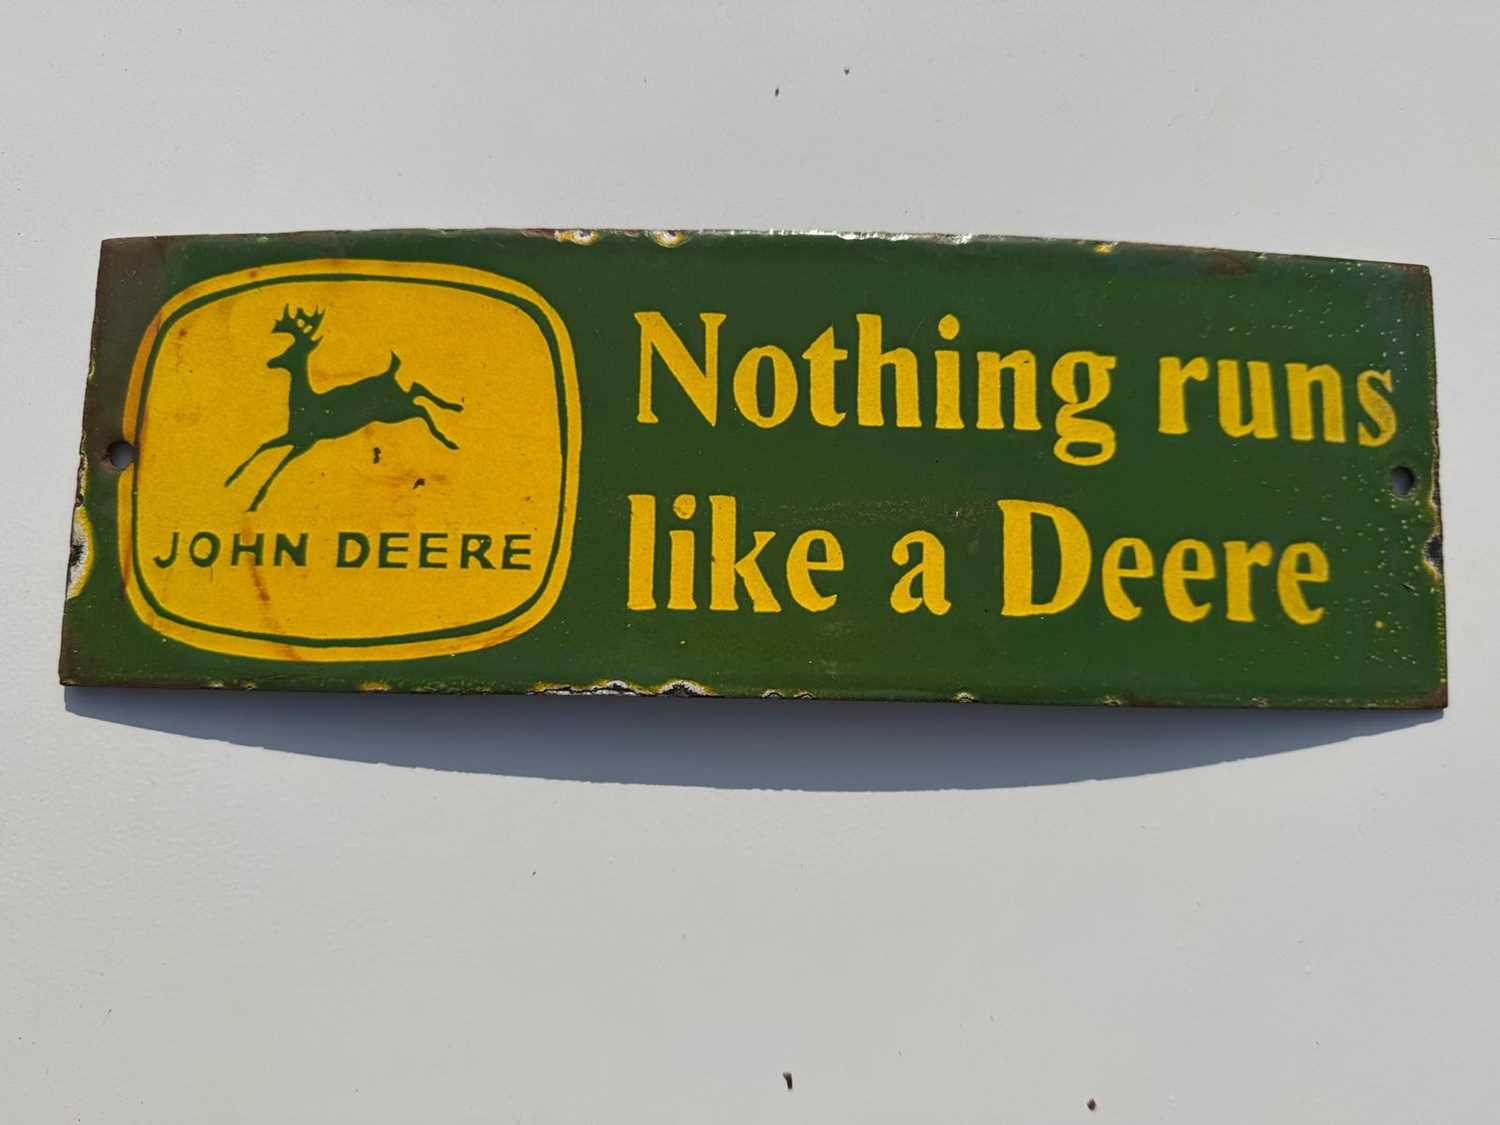 JOHN DEERE
Nothing runs
like a Deere